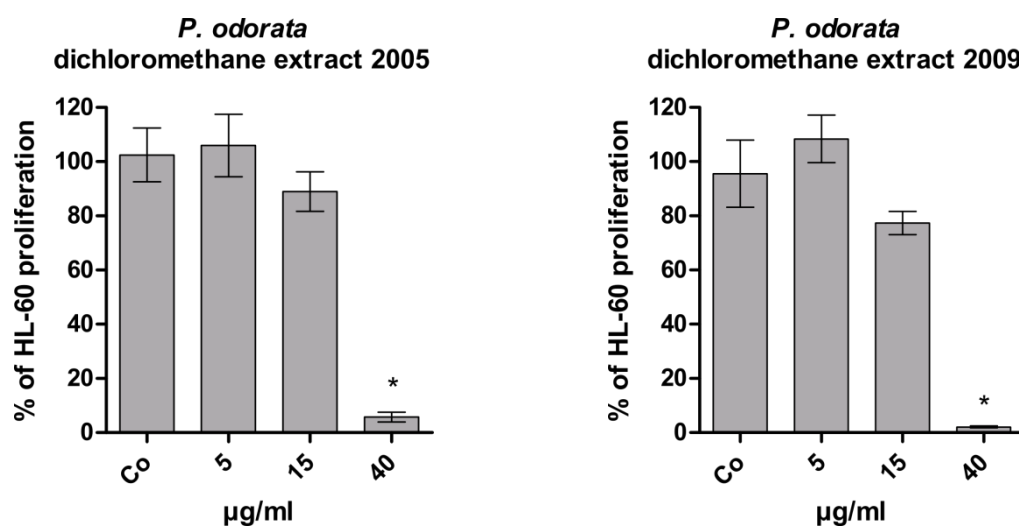 P. odorata
dichloromethane extract 2005
% of HL-60 proliferation
120
100
80
60
40
20
0
*
Co
5
15
40
µg/ml
P. odorata
dichloromethane extract 2009
% of HL-60 proliferation
120
100
80
60
40
20
0
*
Co
5
15
40
µg/ml